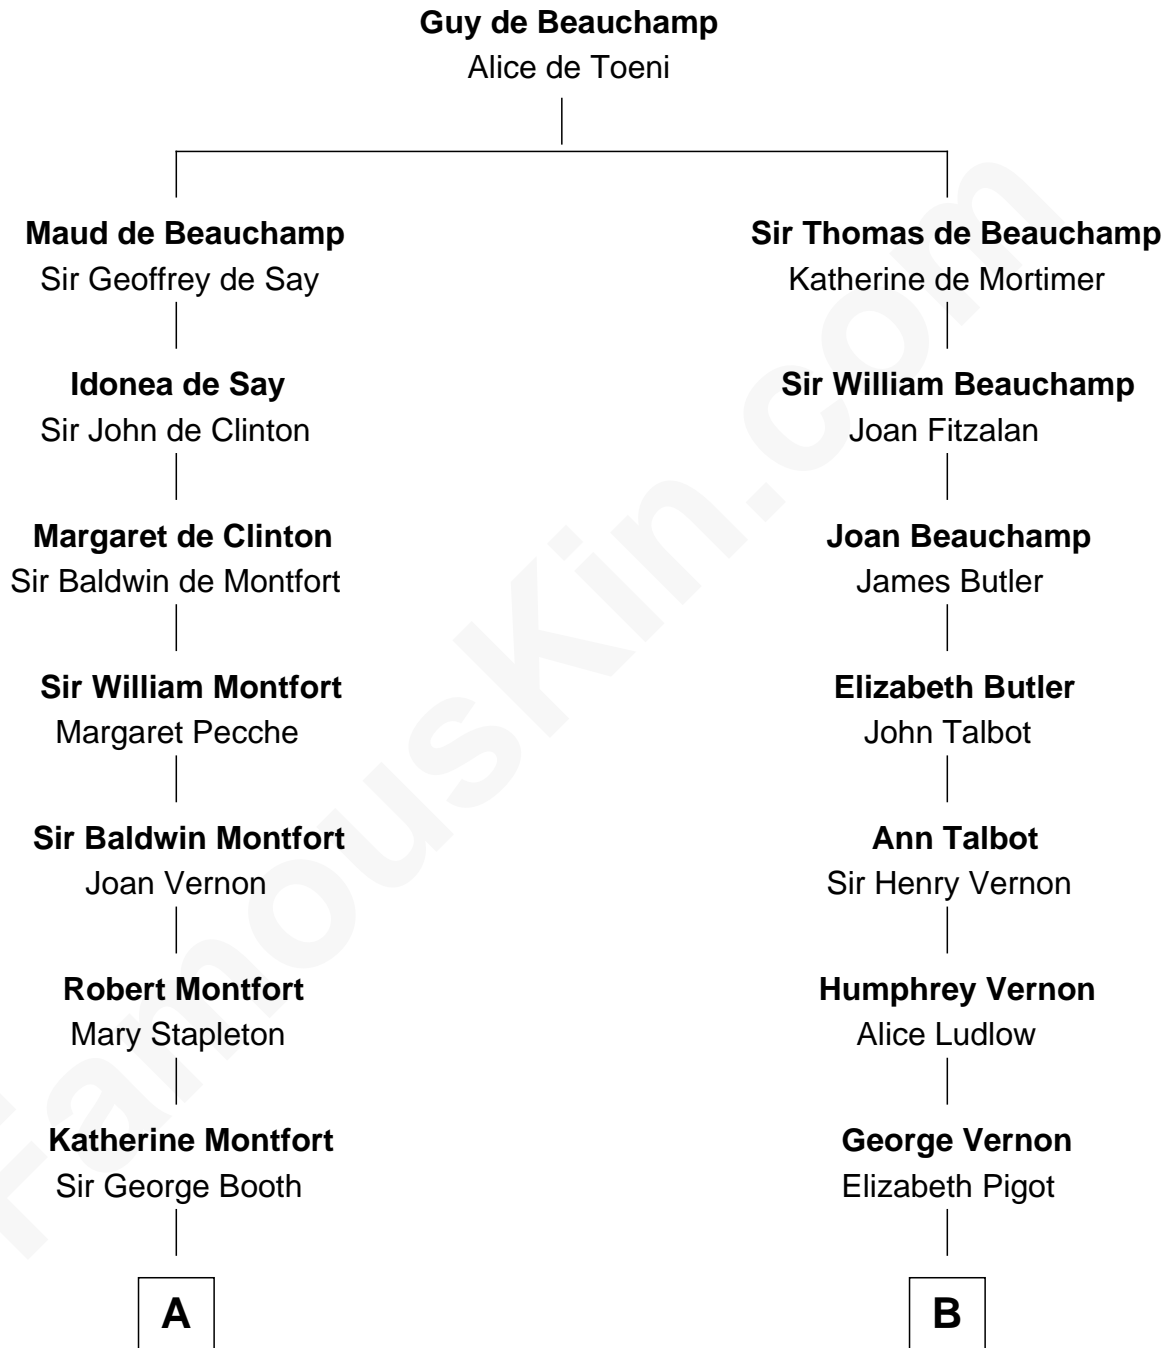 Guy de Beauchamp
Alice de Toeni
Maud de Beauchamp
Sir Geoffrey de Say
Sir Thomas de Beauchamp
Katherine de Mortimer
Idonea de Say
Sir John de Clinton
Sir William Beauchamp
Joan Fitzalan
Margaret de Clinton
Sir Baldwin de Montfort
Joan Beauchamp
James Butler
Sir William Montfort
Margaret Pecche
Elizabeth Butler
John Talbot
Sir Baldwin Montfort
Joan Vernon
Ann Talbot
Sir Henry Vernon
Robert Montfort
Mary Stapleton
Humphrey Vernon
Alice Ludlow
Katherine Montfort
Sir George Booth
George Vernon
Elizabeth Pigot
A
B
FamousKin.com